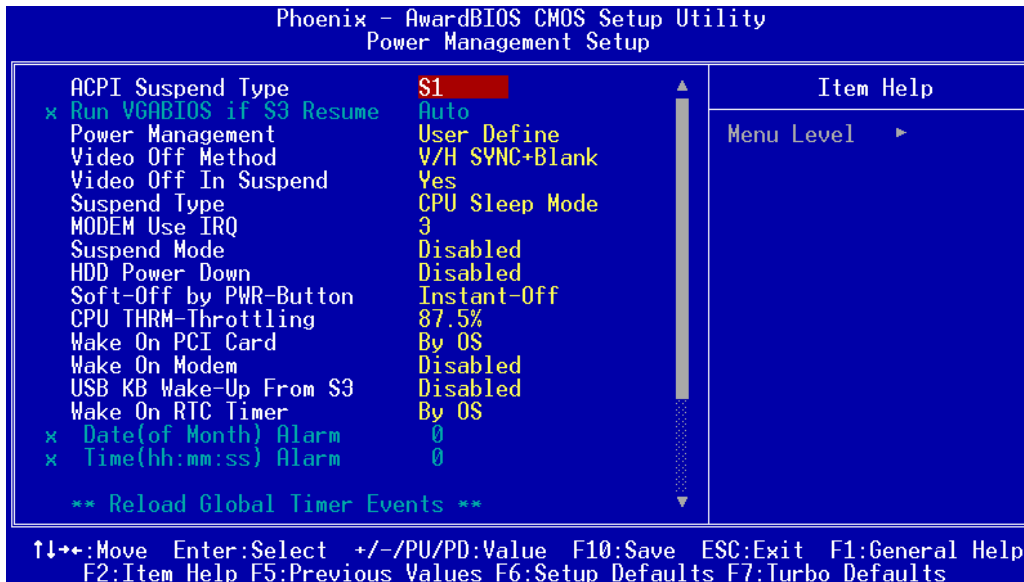 Phoenix - AwardBIOS CMOS Setup Utility
Power Management Setup
ACPI Suspend Type S1
x Run VGABIOS if S3 Resume Auto
Power Management User Define
Video Off Method V/H SYNC+Blank
Video Off In Suspend Yes
Suspend Type CPU Sleep Mode
MODEM Use IRQ 3
Suspend Mode Disabled
HDD Power Down Disabled
Soft-Off by PWR-Button Instant-Off
CPU THRM-Throttling 87.5%
Wake On PCI Card By OS
Wake On Modem Disabled
USB KB Wake-Up From S3 Disabled
Wake On RTC Timer By OS
x Date(of Month) Alarm 0
x Time(hh:mm:ss) Alarm 0
** Reload Global Timer Events **
Item Help
Menu Level ►
↑↓→←:Move Enter:Select +/-/PU/PD:Value F10:Save ESC:Exit F1:General Help
F2:Item Help F5:Previous Values F6:Setup Defaults F7:Turbo Defaults